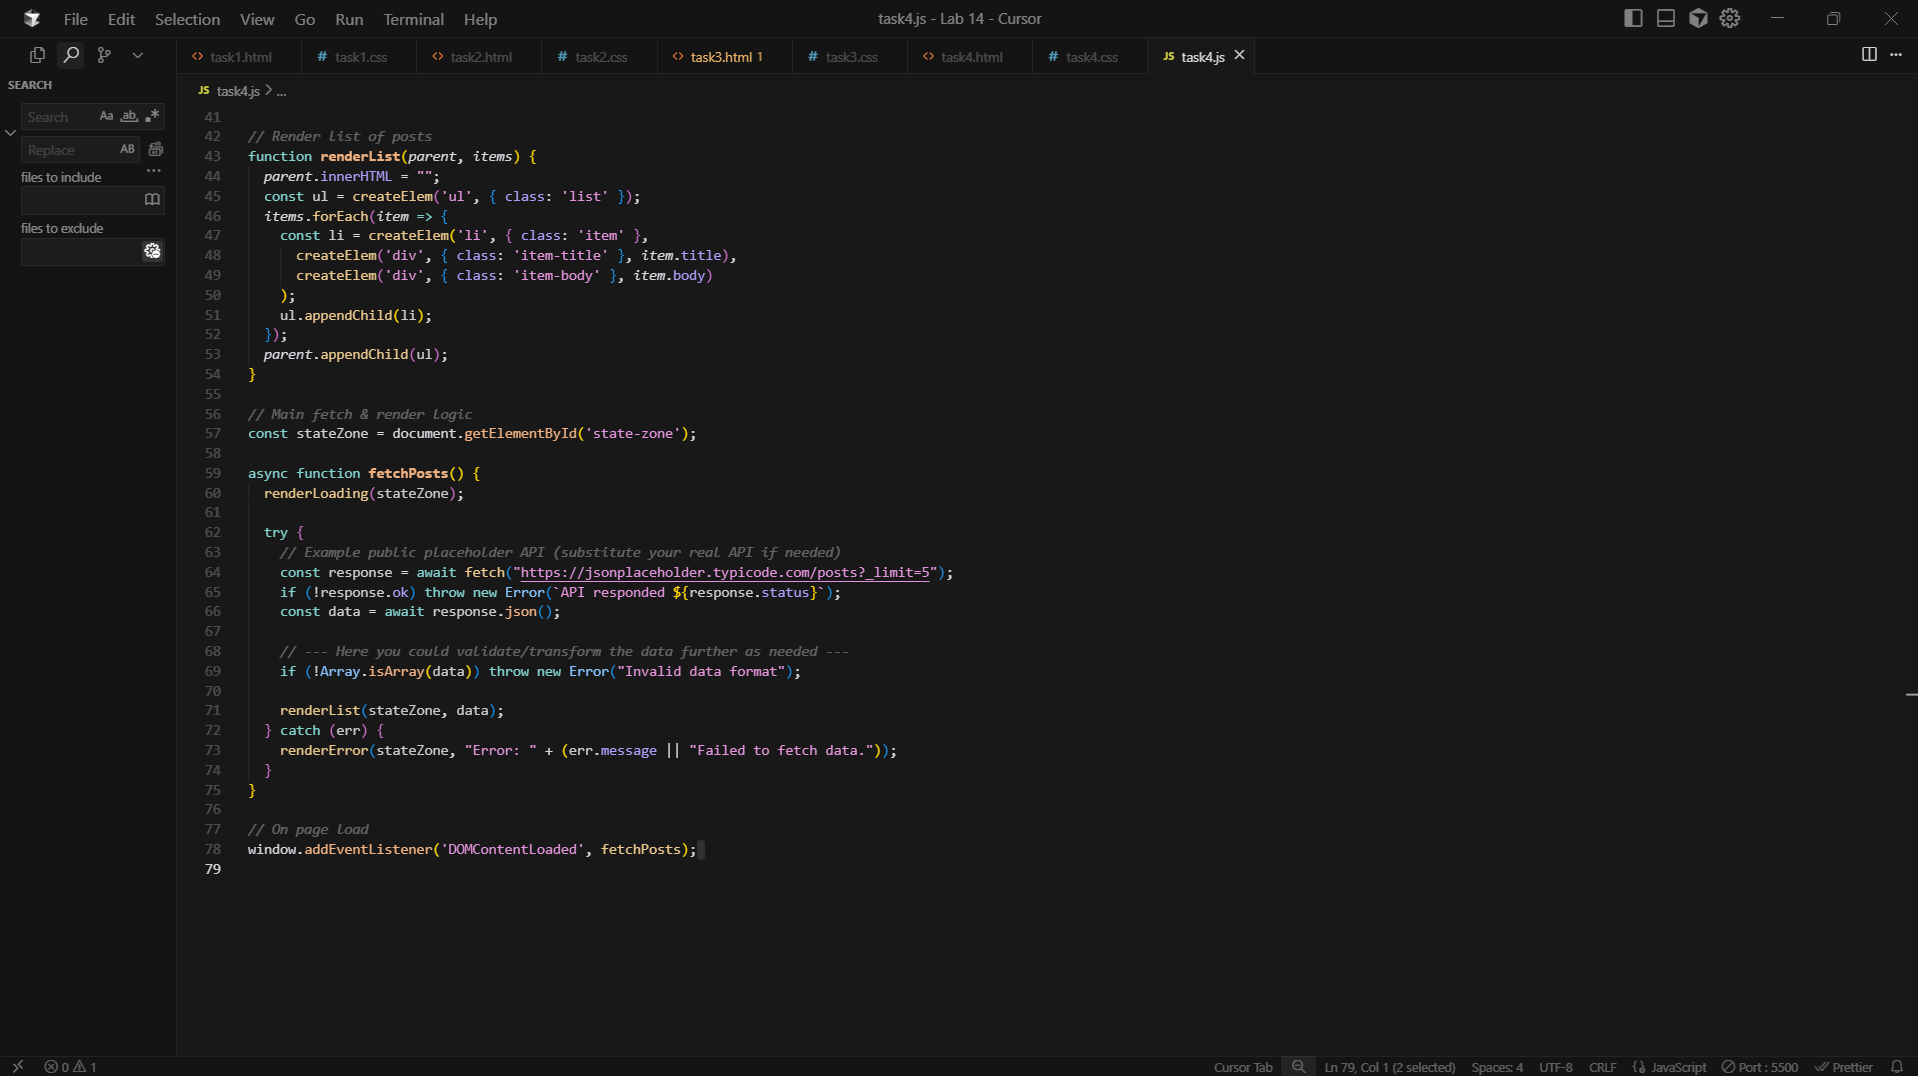 File Edit Selection View Go Run Terminal Help
task4.js - Lab 14 - Cursor
<> task1.html
# task1.css
<> task2.html
# task2.css
<> task3.html 1
# task3.css
<> task4.html
# task4.css
JS task4.js
SEARCH
Search Aa ab .*
Replace AB
files to include
files to exclude
JS task4.js > ...
41
42 // Render list of posts
43 function renderList(parent, items) {
44   parent.innerHTML = "";
45   const ul = createElem('ul', { class: 'list' });
46   items.forEach(item => {
47     const li = createElem('li', { class: 'item' },
48       createElem('div', { class: 'item-title' }, item.title),
49       createElem('div', { class: 'item-body' }, item.body)
50     );
51     ul.appendChild(li);
52   });
53   parent.appendChild(ul);
54 }
55
56 // Main fetch & render logic
57 const stateZone = document.getElementById('state-zone');
58
59 async function fetchPosts() {
60   renderLoading(stateZone);
61
62   try {
63     // Example public placeholder API (substitute your real API if needed)
64     const response = await fetch("https://jsonplaceholder.typicode.com/posts?_limit=5");
65     if (!response.ok) throw new Error(`API responded ${response.status}`);
66     const data = await response.json();
67
68     // --- Here you could validate/transform the data further as needed ---
69     if (!Array.isArray(data)) throw new Error("Invalid data format");
70
71     renderList(stateZone, data);
72   } catch (err) {
73     renderError(stateZone, "Error: " + (err.message || "Failed to fetch data."));
74   }
75 }
76
77 // On page load
78 window.addEventListener('DOMContentLoaded', fetchPosts);
79
0 1
Cursor Tab
Ln 79, Col 1 (2 selected)
Spaces: 4
UTF-8
CRLF
JavaScript
Port : 5500
Prettier